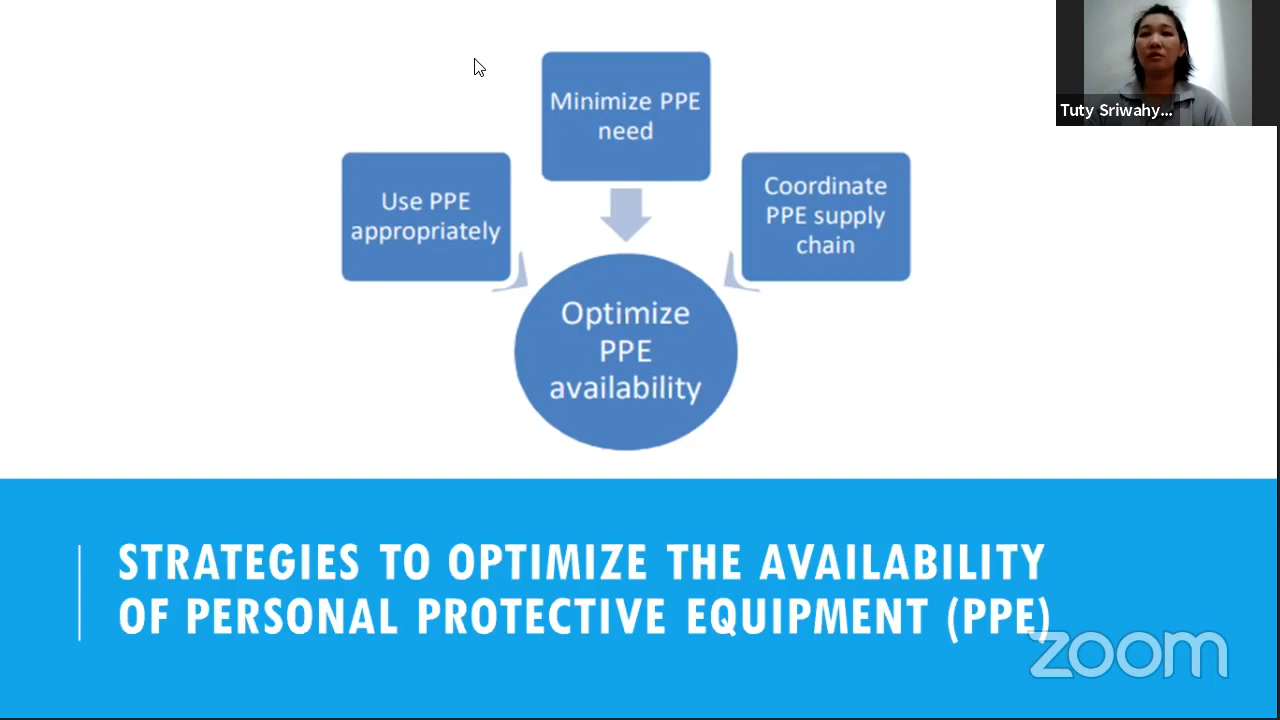 Minimize PPE
need
Tuty Sriwahy...
Use PPE
appropriately
Coordinate
PPE supply
chain
Optimize
PPE
availability
STRATEGIES TO OPTIMIZE THE AVAILABILITY
OF PERSONAL PROTECTIVE EQUIPMENT (PPE)
zoom